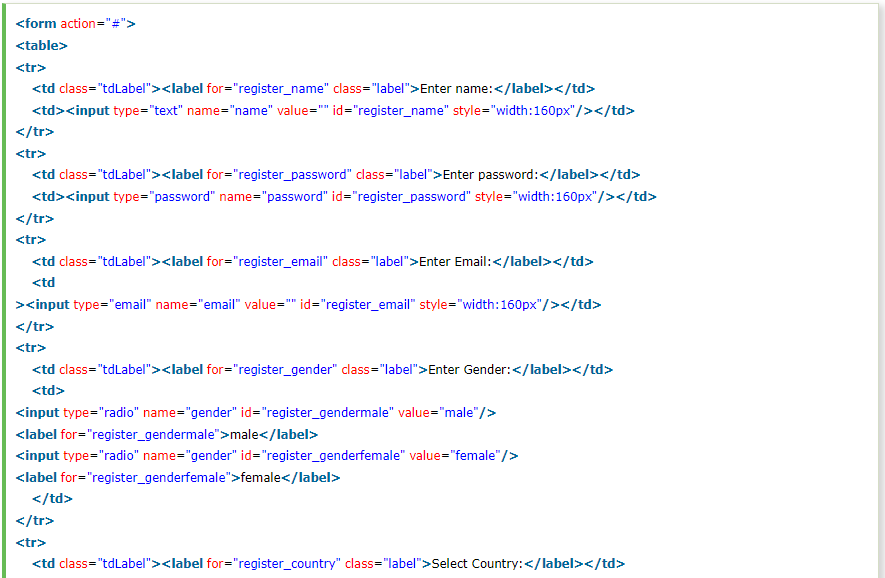 <form action="#">
<table>
<tr>
    <td class="tdLabel"><label for="register_name" class="label">Enter name:</label></td>
    <td><input type="text" name="name" value="" id="register_name" style="width:160px"/></td>
</tr>
<tr>
    <td class="tdLabel"><label for="register_password" class="label">Enter password:</label></td>
    <td><input type="password" name="password" id="register_password" style="width:160px"/></td>
</tr>
<tr>
    <td class="tdLabel"><label for="register_email" class="label">Enter Email:</label></td>
    <td
><input type="email" name="email" value="" id="register_email" style="width:160px"/></td>
</tr>
<tr>
    <td class="tdLabel"><label for="register_gender" class="label">Enter Gender:</label></td>
    <td>
<input type="radio" name="gender" id="register_gendermale" value="male"/>
<label for="register_gendermale">male</label>
<input type="radio" name="gender" id="register_genderfemale" value="female"/>
<label for="register_genderfemale">female</label>
    </td>
</tr>
<tr>
    <td class="tdLabel"><label for="register_country" class="label">Select Country:</label></td>